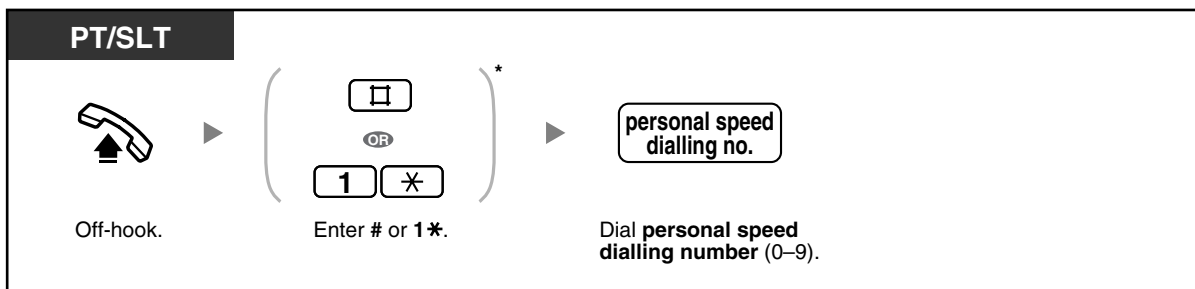 PT/SLT
*
#
OR
personal speed
dialling no.
1 *
Off-hook.
Enter # or 1*.
Dial personal speed
dialling number (0–9).